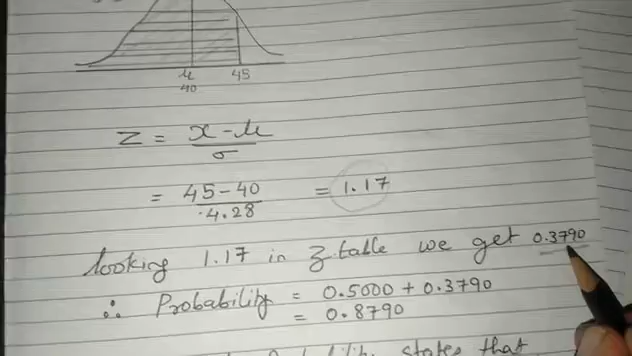 μ 45
40
Z = x - μ
σ
= 45 - 40 = 1.17
4.28
looking 1.17 in Z table we get 0.3790
∴ Probability = 0.5000 + 0.3790
= 0.8790
states that